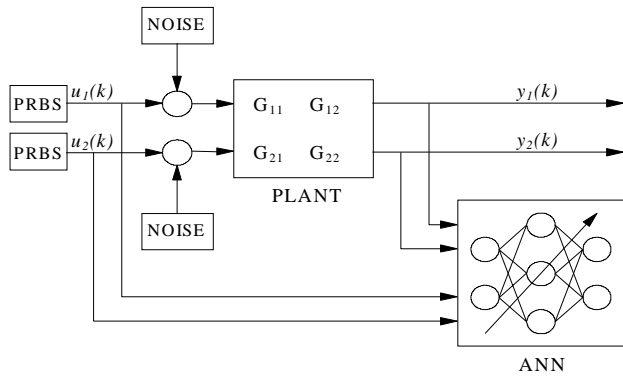 NOISE
PRBS
u1(k)
y1(k)
G11 G12
PRBS
u2(k)
y2(k)
G21 G22
PLANT
NOISE
ANN